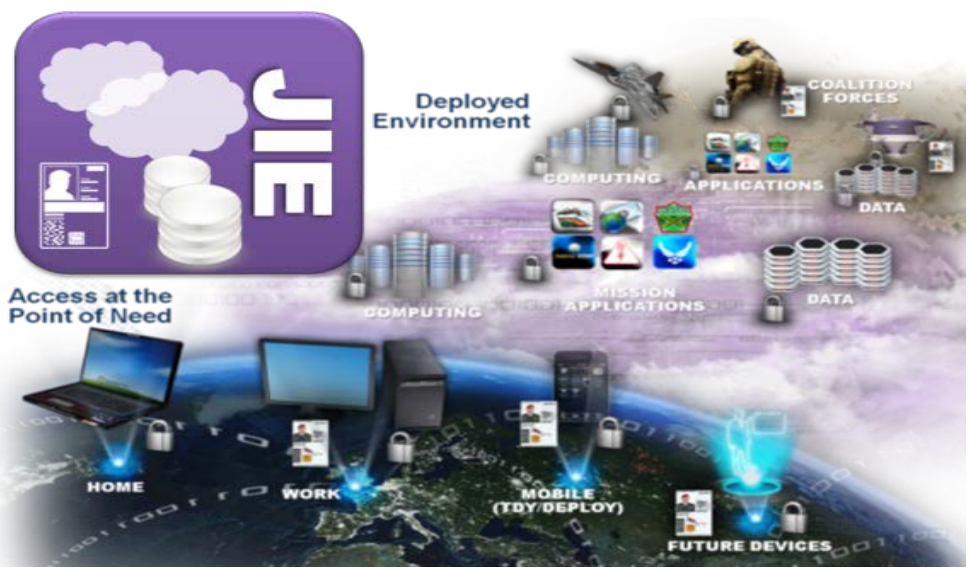 JIE
Deployed
Environment
COALITION
FORCES
COMPUTING
APPLICATIONS
DATA
COMPUTING
MISSION
APPLICATIONS
DATA
Access at the
Point of Need
HOME
WORK
MOBILE
(TDY/DEPLOY)
FUTURE DEVICES